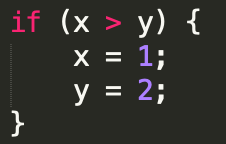 if (x > y) {
    x = 1;
    y = 2;
}